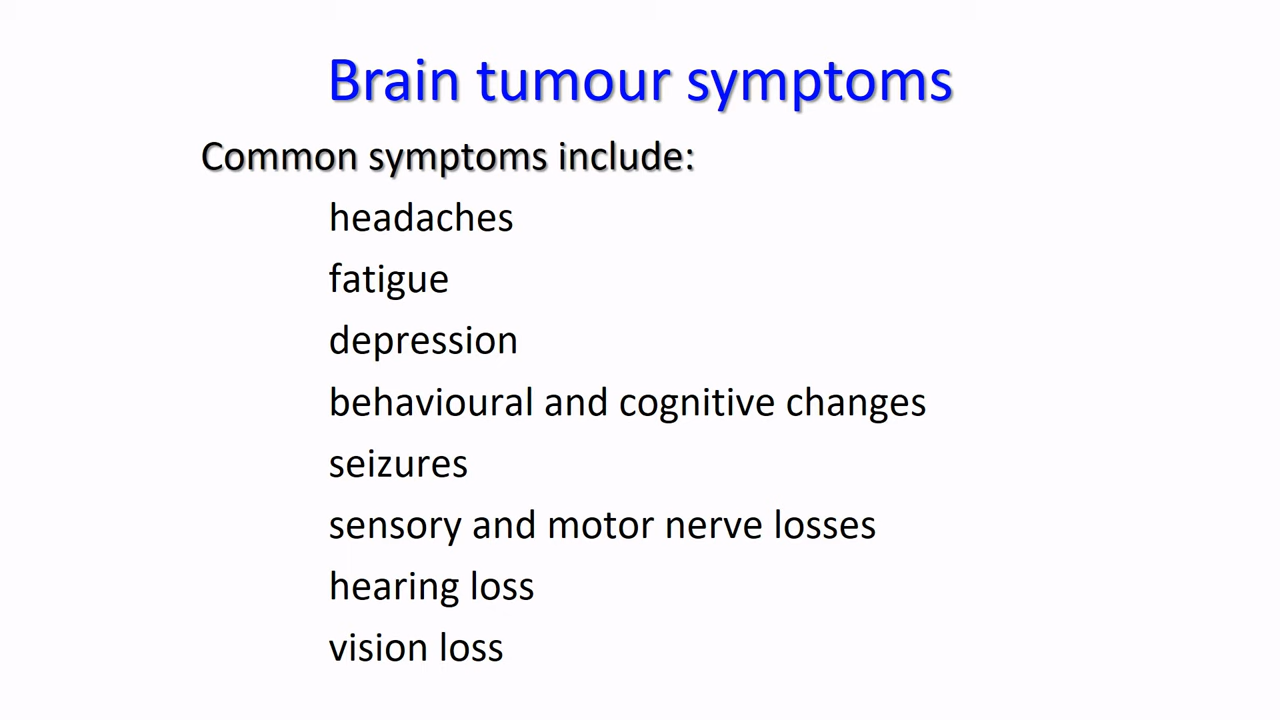 Brain tumour symptoms
Common symptoms include:
headaches
fatigue
depression
behavioural and cognitive changes
seizures
sensory and motor nerve losses
hearing loss
vision loss